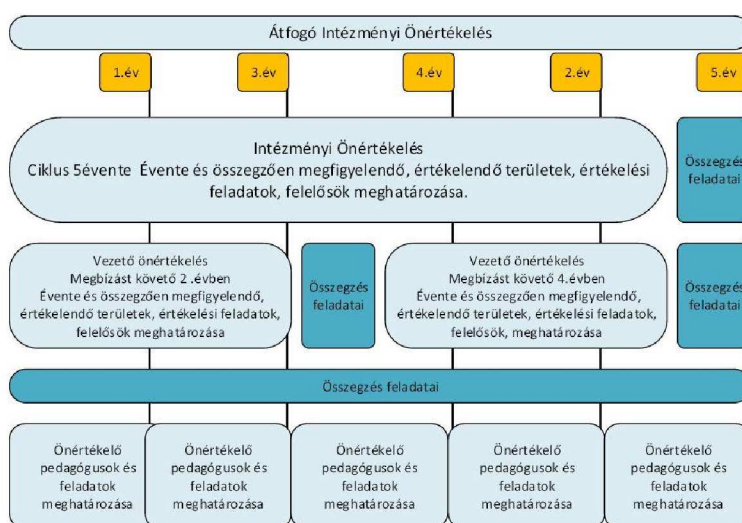 Átfogó Intézményi Önértékelés
1.év
3.év
4.év
2.év
5.év
Intézményi Önértékelés
Ciklus 5évente Évente és összegzően megfigyelendő, értékelendő területek, értékelési
feladatok, felelősök meghatározása.
Összegzés
feladatai
Vezető önértékelés
Megbízást követő 2 .évben
Évente és összegzően megfigyelendő,
értékelendő területek, értékelési feladatok,
felelősök meghatározása
Összegzés
feladatai
Vezető önértékelés
Megbízást követő 4.évben
Évente és összegzően megfigyelendő,
értékelendő területek, értékelési feladatok,
felelősök, meghatározása
Összegzés
feladatai
Összegzés feladatai
Önértékelő
pedagógusok és
feladatok
meghatározása
Önértékelő
pedagógusok és
feladatok
meghatározása
Önértékelő
pedagógusok és
feladatok
meghatározása
Önértékelő
pedagógusok és
feladatok
meghatározása
Önértékelő
pedagógusok és
feladatok
meghatározása